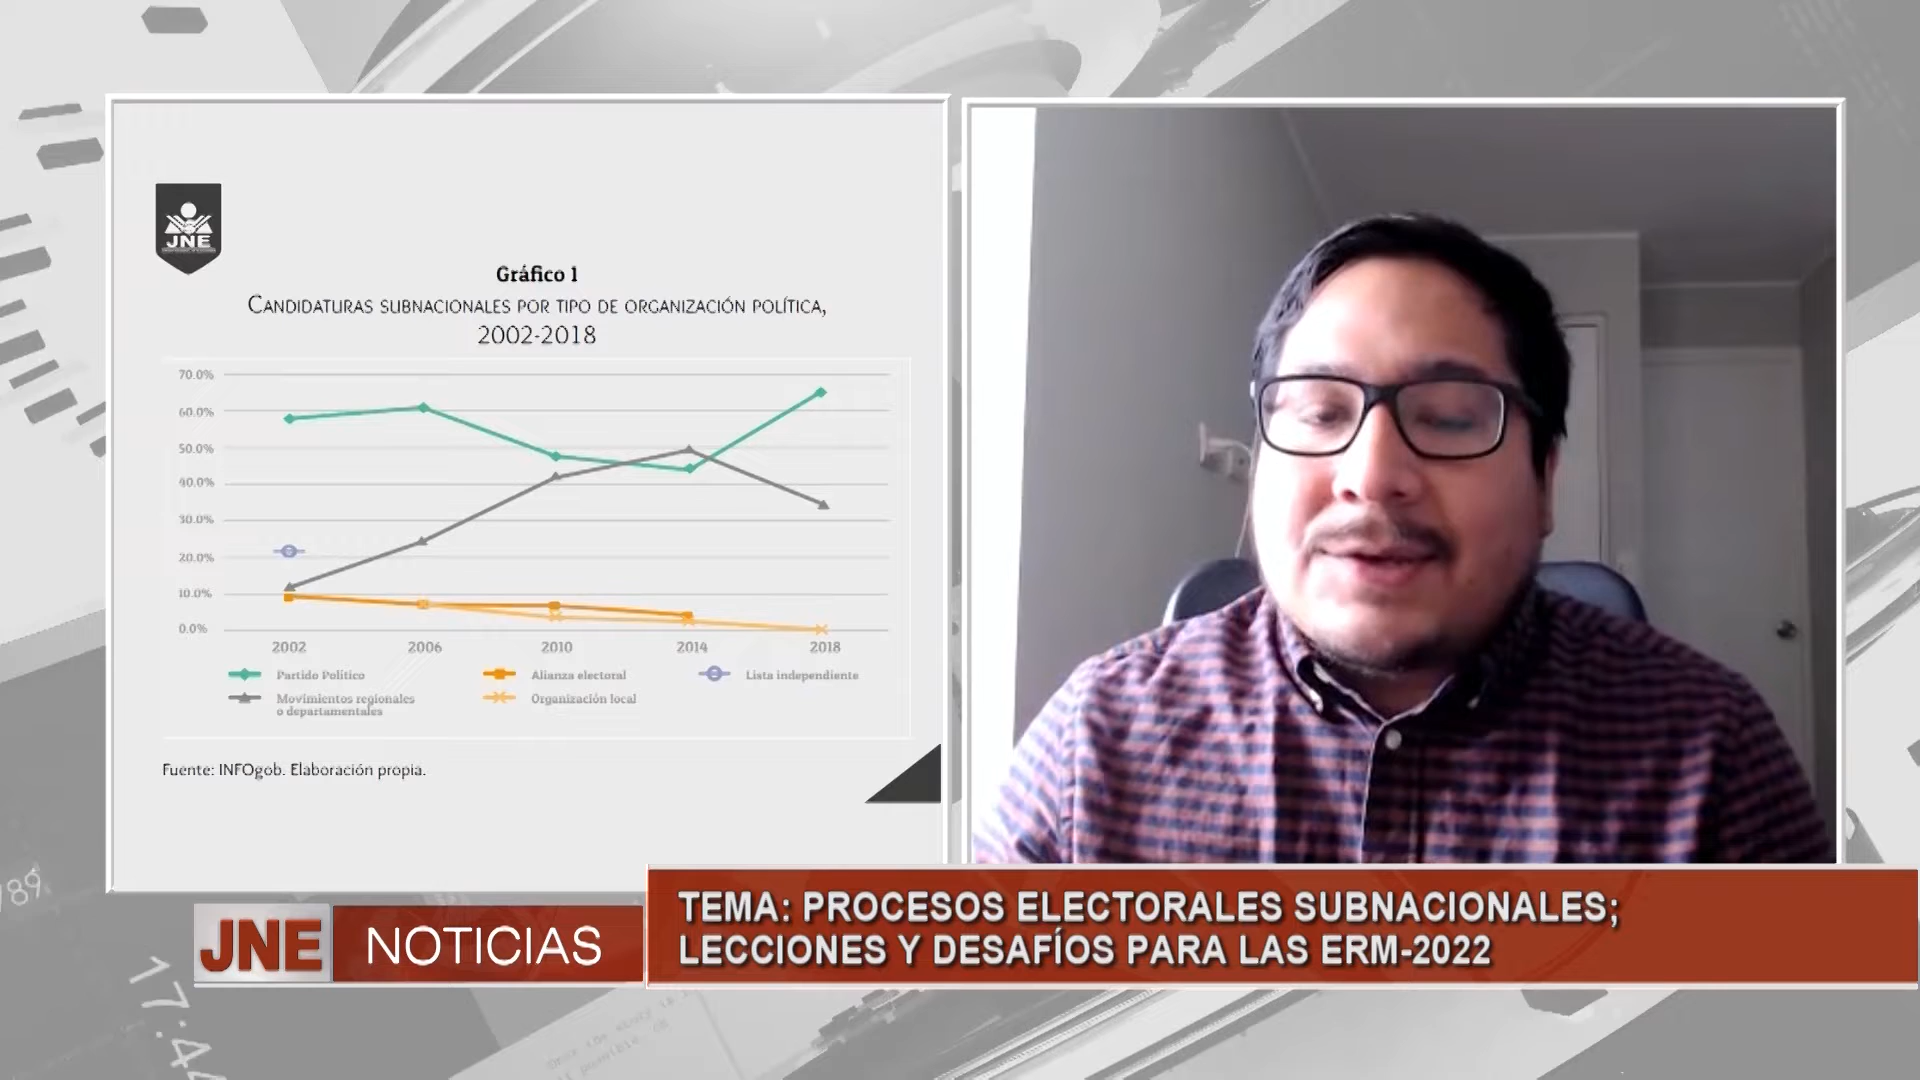 JNE
Gráfico 1
CANDIDATURAS SUBNACIONALES POR TIPO DE ORGANIZACIÓN POLÍTICA,
2002-2018
70.0%
60.0%
50.0%
40.0%
30.0%
20.0%
10.0%
0.0%
2002 2006 2010 2014 2018
Partido Político Alianza electoral Lista independiente
Movimientos regionales Organización local
o departamentales
Fuente: INFOgob. Elaboración propia.
TEMA: PROCESOS ELECTORALES SUBNACIONALES;
LECCIONES Y DESAFÍOS PARA LAS ERM-2022
JNE NOTICIAS
789
17:44